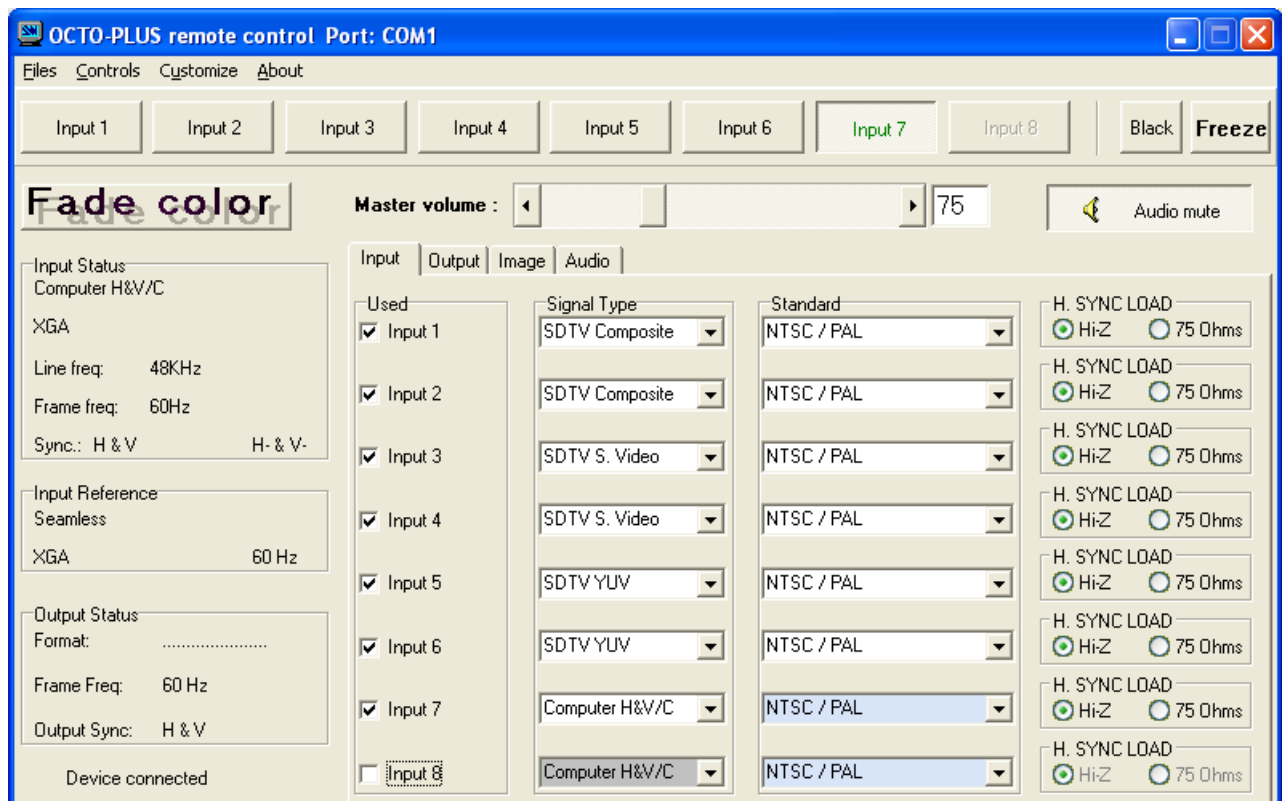 OCTO-PLUS remote control Port: COM1
Files Controls Customize About
Input 1 Input 2 Input 3 Input 4 Input 5 Input 6 Input 7 Input 8 Black Freeze
Fade color Master volume : 75 Audio mute
Input Output Image Audio
Input Status
Computer H&V/C
XGA
Line freq: 48KHz
Frame freq: 60Hz
Sync.: H & V H- & V-
Input Reference
Seamless
XGA 60 Hz
Output Status
Format: ......................
Frame Freq: 60 Hz
Output Sync: H & V
Device connected
Used Signal Type Standard H. SYNC LOAD
Input 1 SDTV Composite NTSC / PAL Hi-Z 75 Ohms
H. SYNC LOAD
Input 2 SDTV Composite NTSC / PAL Hi-Z 75 Ohms
H. SYNC LOAD
Input 3 SDTV S. Video NTSC / PAL Hi-Z 75 Ohms
H. SYNC LOAD
Input 4 SDTV S. Video NTSC / PAL Hi-Z 75 Ohms
H. SYNC LOAD
Input 5 SDTV YUV NTSC / PAL Hi-Z 75 Ohms
H. SYNC LOAD
Input 6 SDTV YUV NTSC / PAL Hi-Z 75 Ohms
H. SYNC LOAD
Input 7 Computer H&V/C NTSC / PAL Hi-Z 75 Ohms
H. SYNC LOAD
Input 8 Computer H&V/C NTSC / PAL Hi-Z 75 Ohms